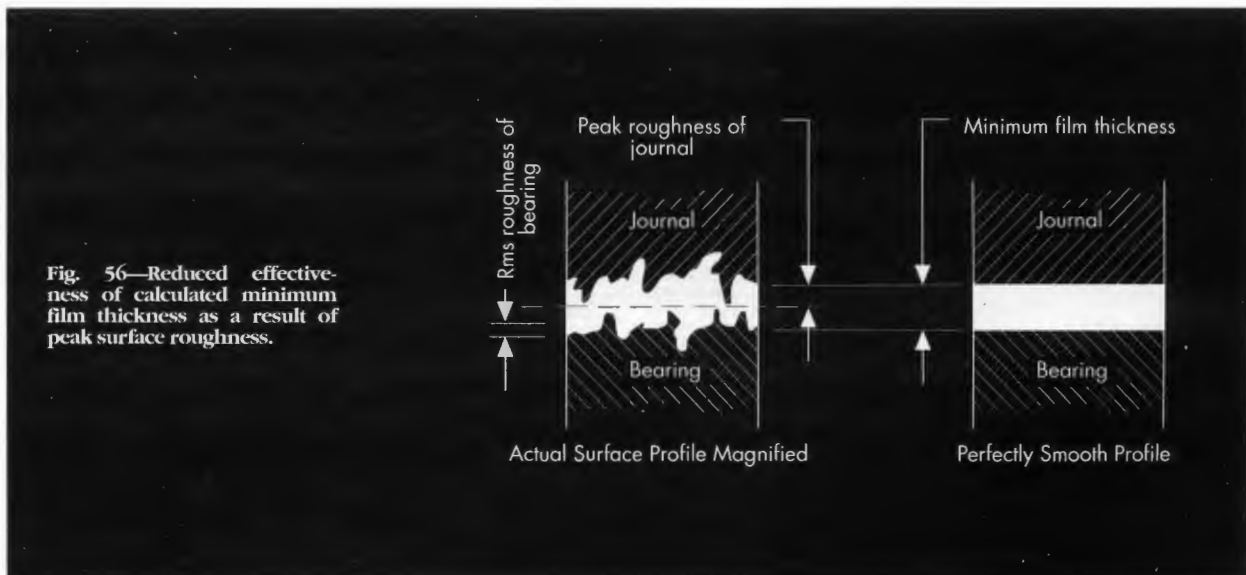 Fig. 56—Reduced effective-
ness of calculated minimum
film thickness as a result of
peak surface roughness.
Rms roughness of
bearing
Peak roughness of
journal
Minimum film thickness
Journal
Bearing
Actual Surface Profile Magnified
Journal
Bearing
Perfectly Smooth Profile